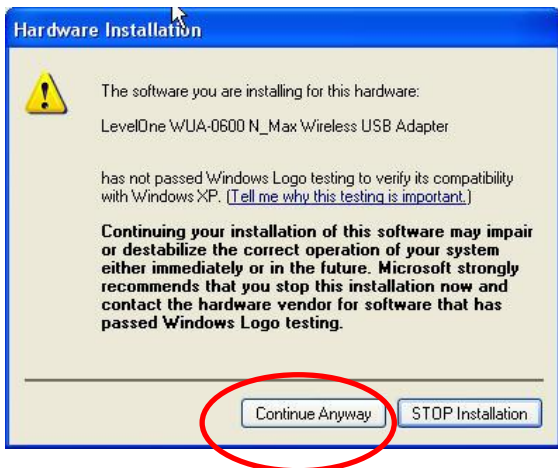 Hardware Installation
The software you are installing for this hardware:
LevelOne WUA-0600 N_Max Wireless USB Adapter
has not passed Windows Logo testing to verify its compatibility
with Windows XP. (Tell me why this testing is important.)
Continuing your installation of this software may impair
or destabilize the correct operation of your system
either immediately or in the future. Microsoft strongly
recommends that you stop this installation now and
contact the hardware vendor for software that has
passed Windows Logo testing.
Continue Anyway
STOP Installation